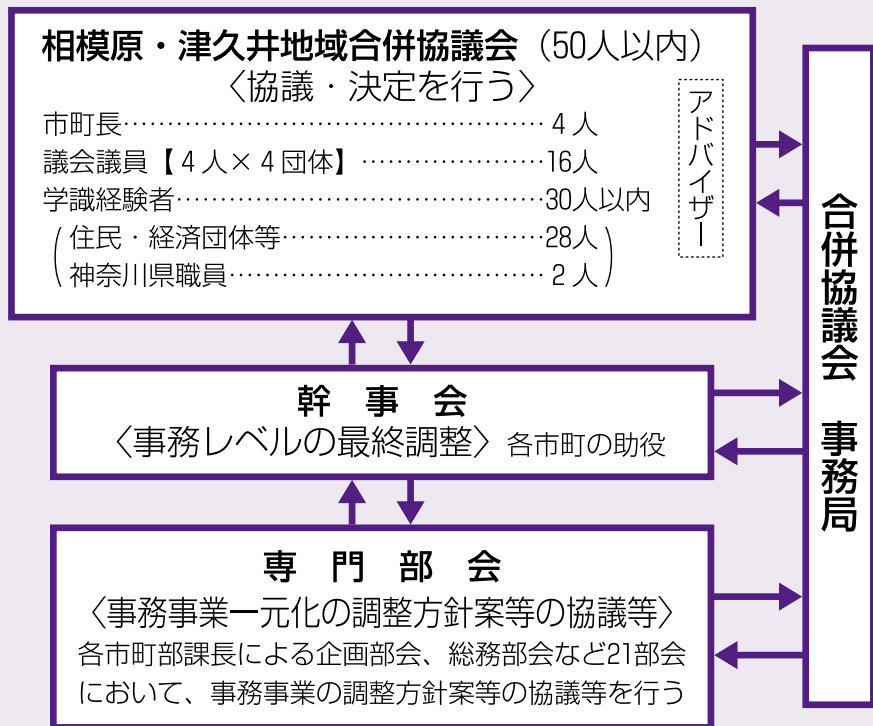 相模原・津久井地域合併協議会（50人以内）
〈協議・決定を行う〉
市町長………………………………………… 4人
議会議員【４人×４団体】…………………16人
学識経験者…………………………………30人以内
（住民・経済団体等…………………………28人）
（神奈川県職員……………………………… 2人）
アドバイザー
幹　事　会
〈事務レベルの最終調整〉各市町の助役
専　門　部　会
〈事務事業一元化の調整方針案等の協議等〉
各市町部課長による企画部会、総務部会など21部会
において、事務事業の調整方針案等の協議等を行う
合併協議会　事務局